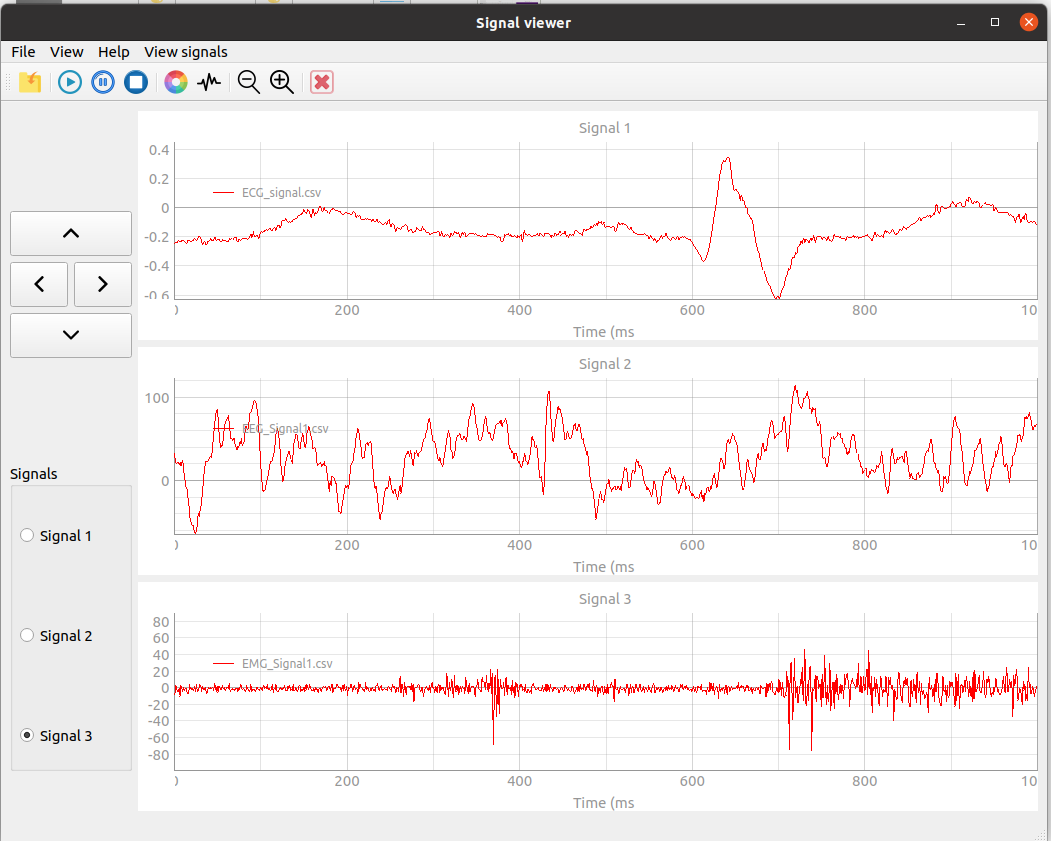 Signal viewer
File View Help View signals
Signal 1
0.4
0.2
0
-0.2
-0.4
-0.6
ECG_signal.csv
200 400 600 800 10
Time (ms
Signal 2
100
0
EEG_Signal1.csv
200 400 600 800 10
Time (ms
Signals
Signal 1
Signal 2
Signal 3
Signal 3
80
60
40
20
0
-20
-40
-60
-80
EMG_Signal1.csv
200 400 600 800 10
Time (ms